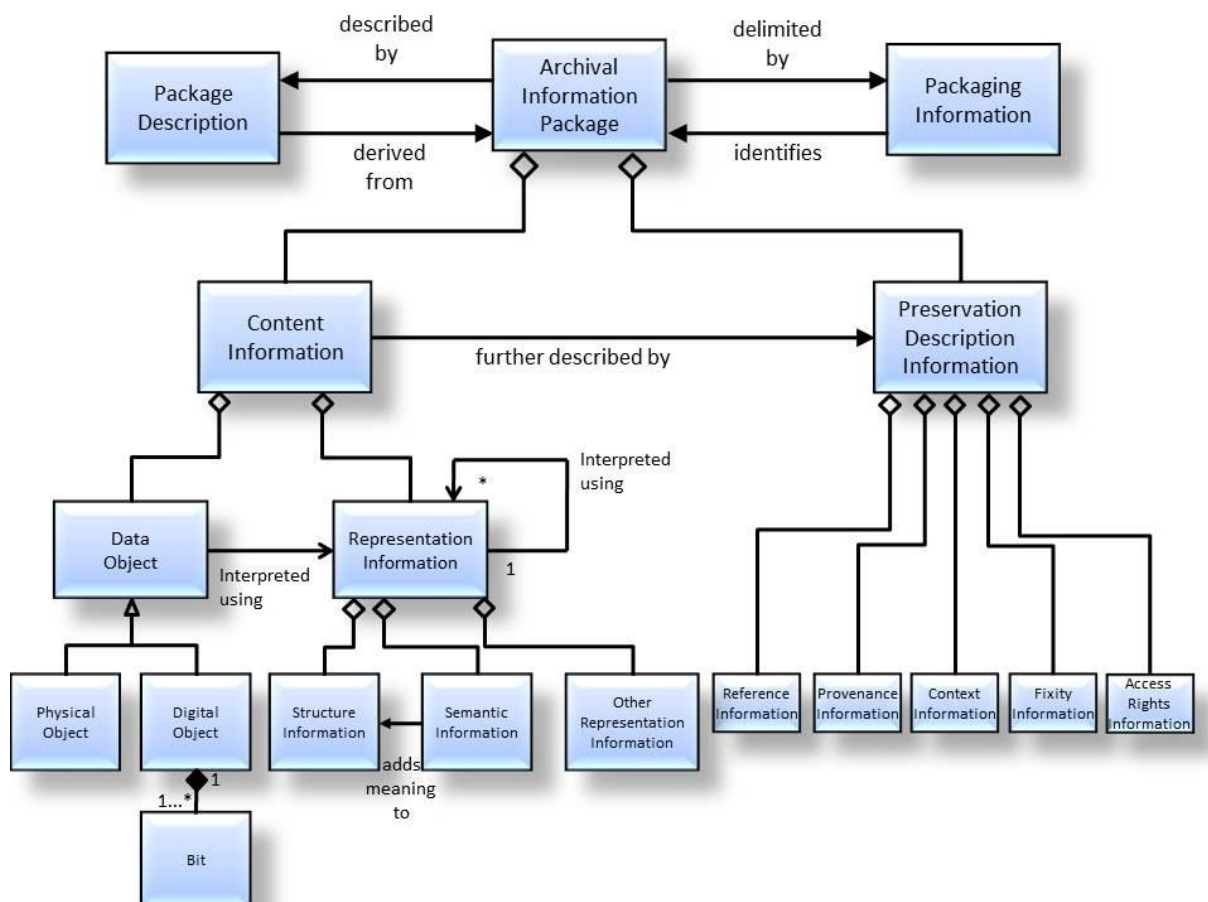 described
by
delimited
by
Package
Description
Archival
Information
Package
Packaging
Information
derived
from
identifies
Content
Information
Preservation
Description
Information
further described by
Interpreted
using
*
Data
Object
Representation
Information
Interpreted
using
1
Physical
Object
Digital
Object
Structure
Information
Semantic
Information
Other
Representation
Information
Reference
Information
Provenance
Information
Context
Information
Fixity
Information
Access
Rights
Information
adds
meaning
to
1
1...*
Bit